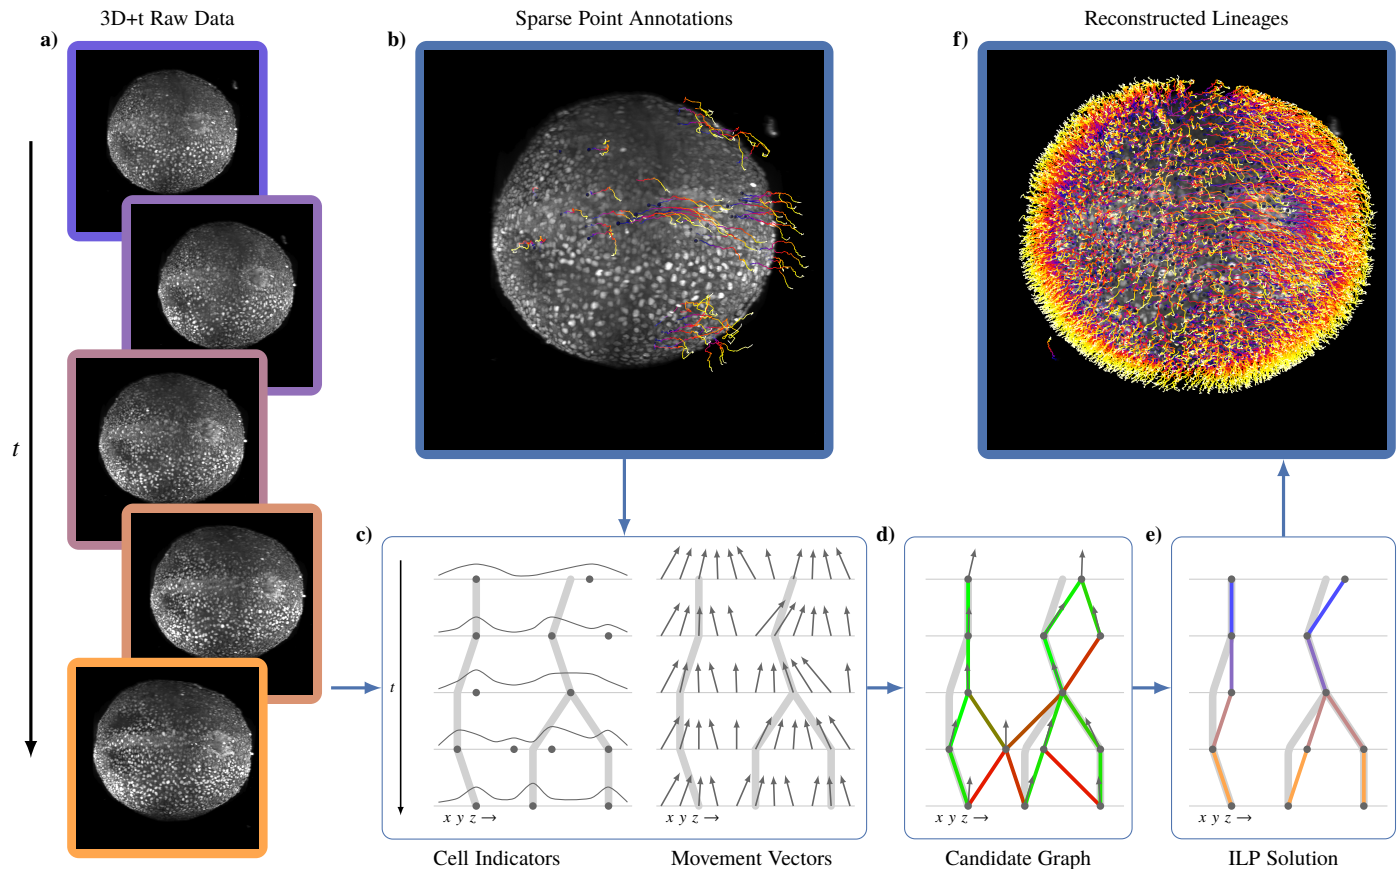 3D+t Raw Data
Sparse Point Annotations
Reconstructed Lineages
a)
b)
f)
t
c)
d)
e)
t
x y z →
x y z →
x y z →
x y z →
Cell Indicators
Movement Vectors
Candidate Graph
ILP Solution